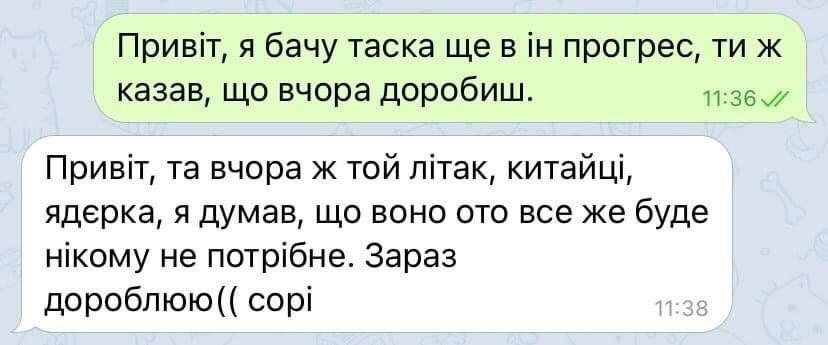 Привіт, я бачу таска ще в ін прогрес, ти ж
казав, що вчора доробиш.
11:36
Привіт, та вчора ж той літак, китайці,
ядєрка, я думав, що воно ото все же буде
нікому не потрібне. Зараз
дороблюю(( сорі
11:38